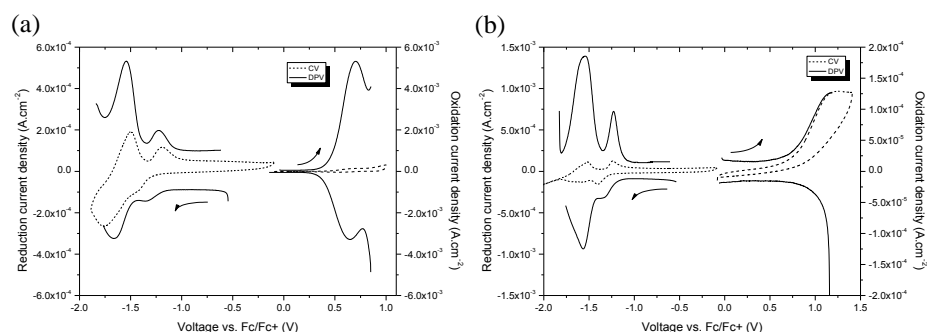 (a)
(b)
6.0x10-4
4.0x10-4
2.0x10-4
0.0
-2.0x10-4
-4.0x10-4
-6.0x10-4
Reduction current density (A.cm-2)
6.0x10-3
4.0x10-3
2.0x10-3
0.0
-2.0x10-3
-4.0x10-3
-6.0x10-3
Oxidation current density (A.cm-2)
CV
DPV
-2.0 -1.5 -1.0 -0.5 0.0 0.5 1.0
Voltage vs. Fc/Fc+ (V)
1.5x10-3
1.0x10-3
5.0x10-4
0.0
-5.0x10-4
-1.0x10-3
-1.5x10-3
Reduction current density (A.cm-2)
2.0x10-4
1.5x10-4
1.0x10-4
5.0x10-5
0.0
-5.0x10-5
-1.0x10-4
-1.5x10-4
-2.0x10-4
Oxidation current density (A.cm-2)
CV
DPV
-2.0 -1.5 -1.0 -0.5 0.0 0.5 1.0 1.5
Voltage vs. Fc/Fc+ (V)